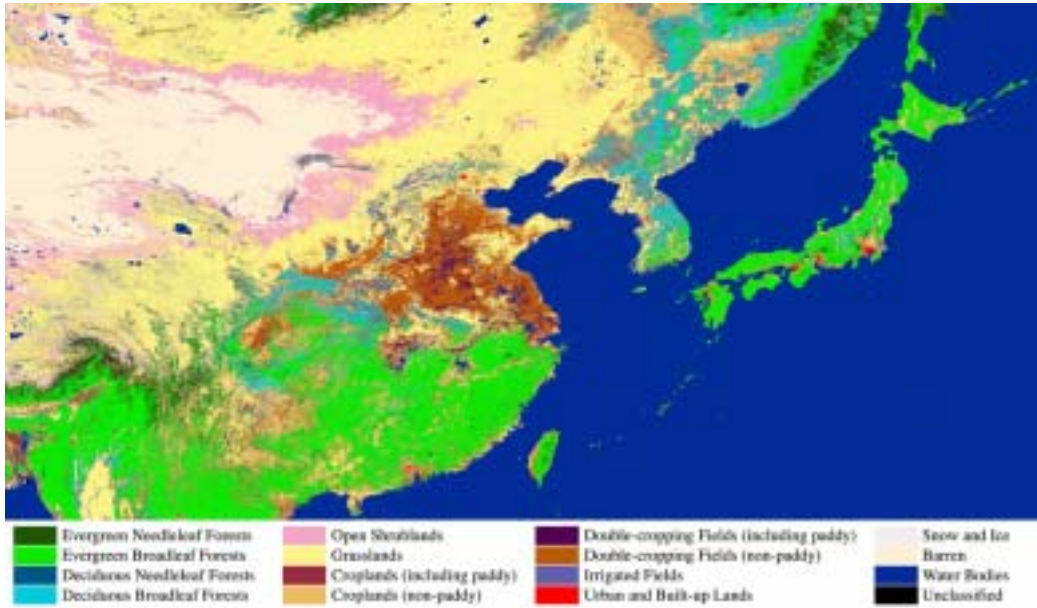 Evergreen Needleleaf Forests
Evergreen Broadleaf Forests
Deciduous Needleleaf Forests
Deciduous Broadleaf Forests
Open Shrublands
Grasslands
Croplands (including paddy)
Croplands (non-paddy)
Double-cropping Fields (including paddy)
Double-cropping Fields (non-paddy)
Irrigated Fields
Urban and Built-up Lands
Snow and Ice
Barren
Water Bodies
Unclassified